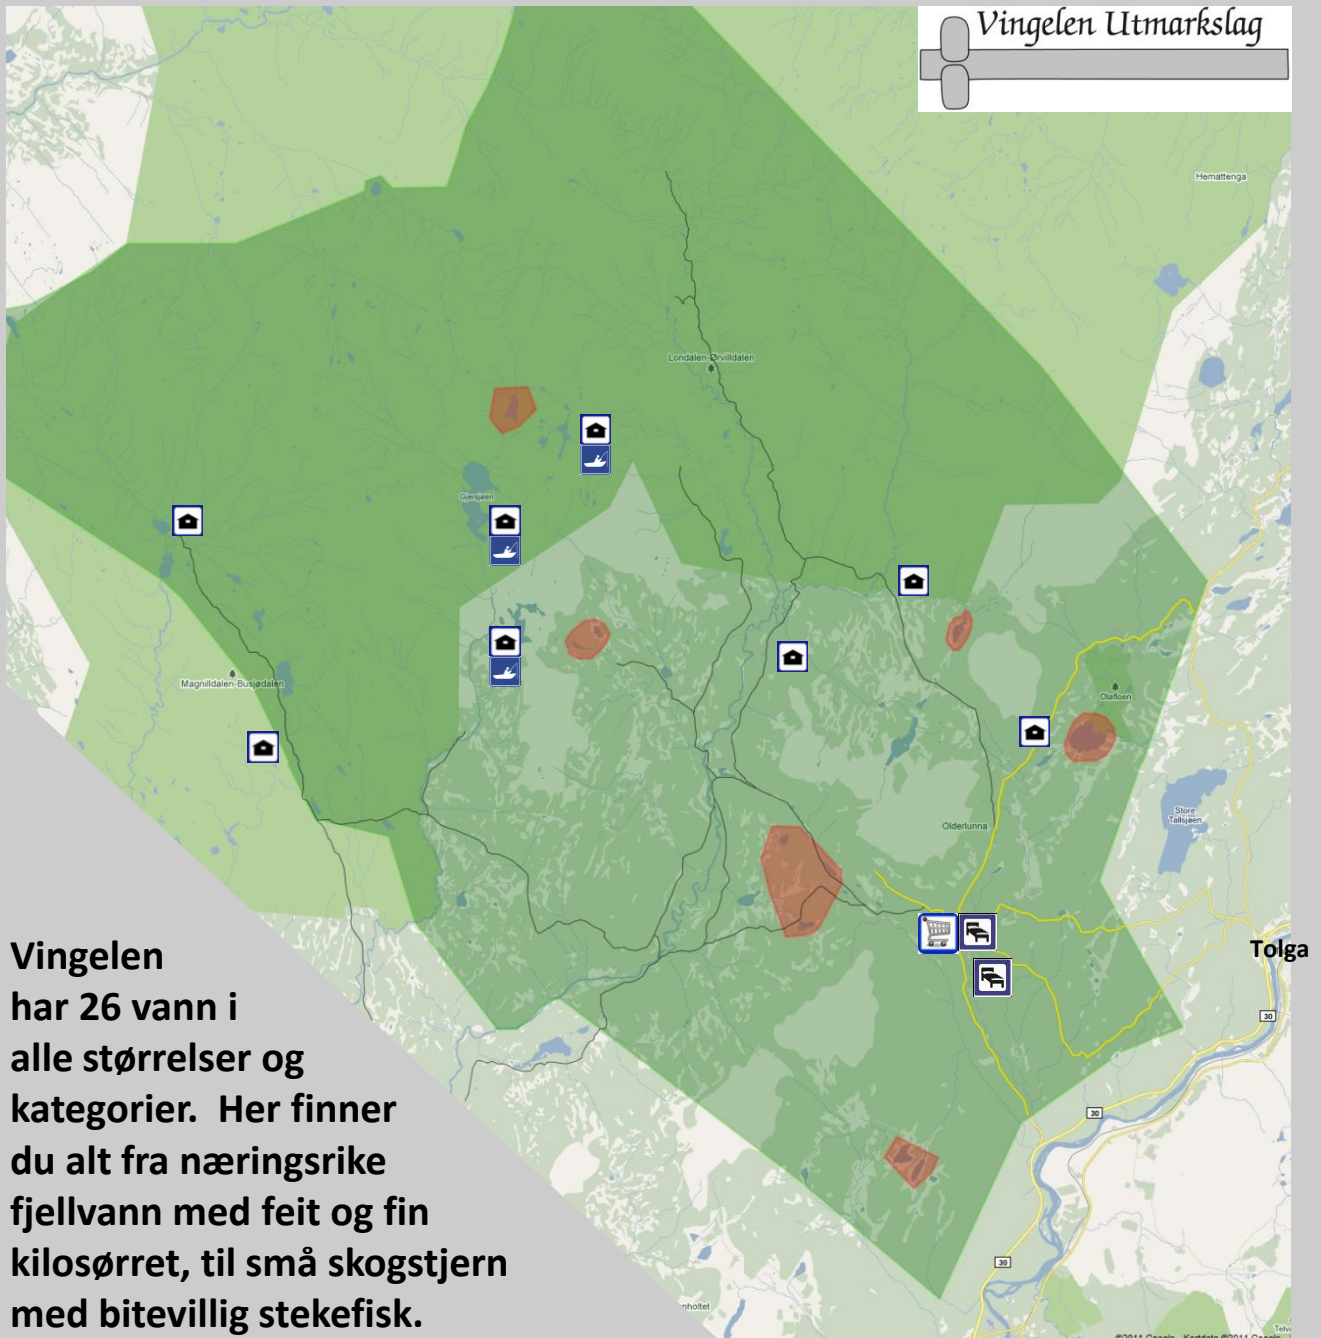 Vingelen Utmarkslag
Hemattenga
Londalen-Ørvilldalen
Gjersjøen
Magnilldalen-Busjødalen
Olafloen
Store
Tallsjøen
Oldertunna
Tolga
30
30
30
Vingelen
har 26 vann i
alle størrelser og
kategorier. Her finner
du alt fra næringsrike
fjellvann med feit og fin
kilosørret, til små skogstjern
med bitevillig stekefisk.